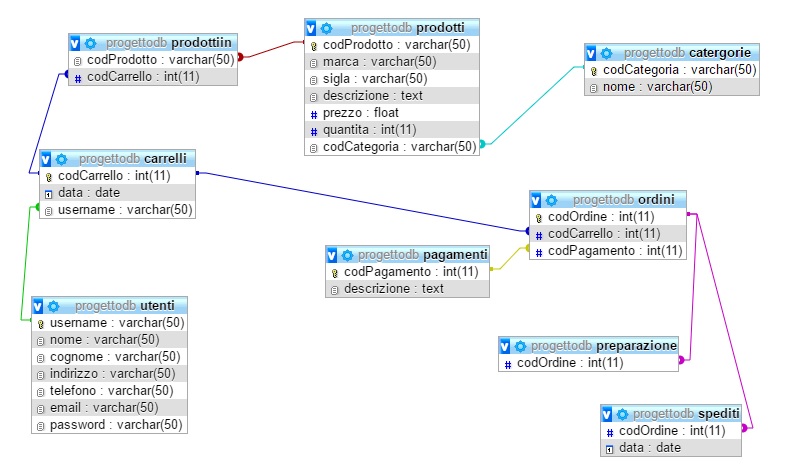 progettodb prodottiin
codProdotto : varchar(50)
codCarrello : int(11)
progettodb prodotti
codProdotto : varchar(50)
marca : varchar(50)
sigla : varchar(50)
descrizione : text
prezzo : float
quantita : int(11)
codCategoria : varchar(50)
progettodb catergorie
codCategoria : varchar(50)
nome : varchar(50)
progettodb carrelli
codCarrello : int(11)
data : date
username : varchar(50)
progettodb ordini
codOrdine : int(11)
codCarrello : int(11)
codPagamento : int(11)
progettodb pagamenti
codPagamento : int(11)
descrizione : text
progettodb utenti
username : varchar(50)
nome : varchar(50)
cognome : varchar(50)
indirizzo : varchar(50)
telefono : varchar(50)
email : varchar(50)
password : varchar(50)
progettodb preparazione
codOrdine : int(11)
progettodb spediti
codOrdine : int(11)
data : date